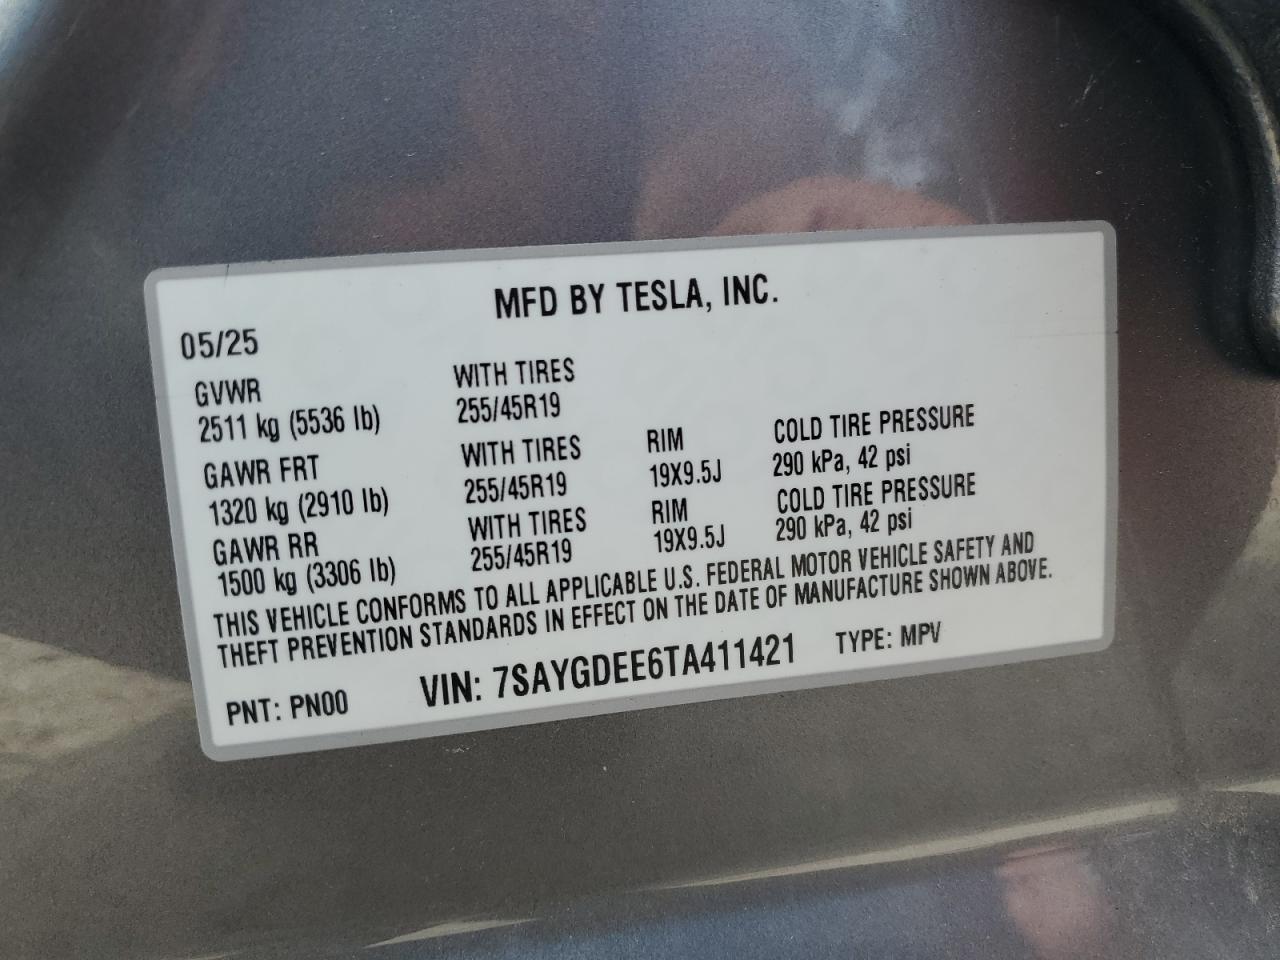 MFD BY TESLA, INC.
05/25
GVWR WITH TIRES
2511 kg (5536 lb) 255/45R19
GAWR FRT WITH TIRES RIM COLD TIRE PRESSURE
1320 kg (2910 lb) 255/45R19 19X9.5J 290 kPa, 42 psi
GAWR RR WITH TIRES RIM COLD TIRE PRESSURE
1500 kg (3306 lb) 255/45R19 19X9.5J 290 kPa, 42 psi
THIS VEHICLE CONFORMS TO ALL APPLICABLE U.S. FEDERAL MOTOR VEHICLE SAFETY AND
THEFT PREVENTION STANDARDS IN EFFECT ON THE DATE OF MANUFACTURE SHOWN ABOVE.
PNT: PN00 VIN: 7SAYGDEE6TA411421 TYPE: MPV